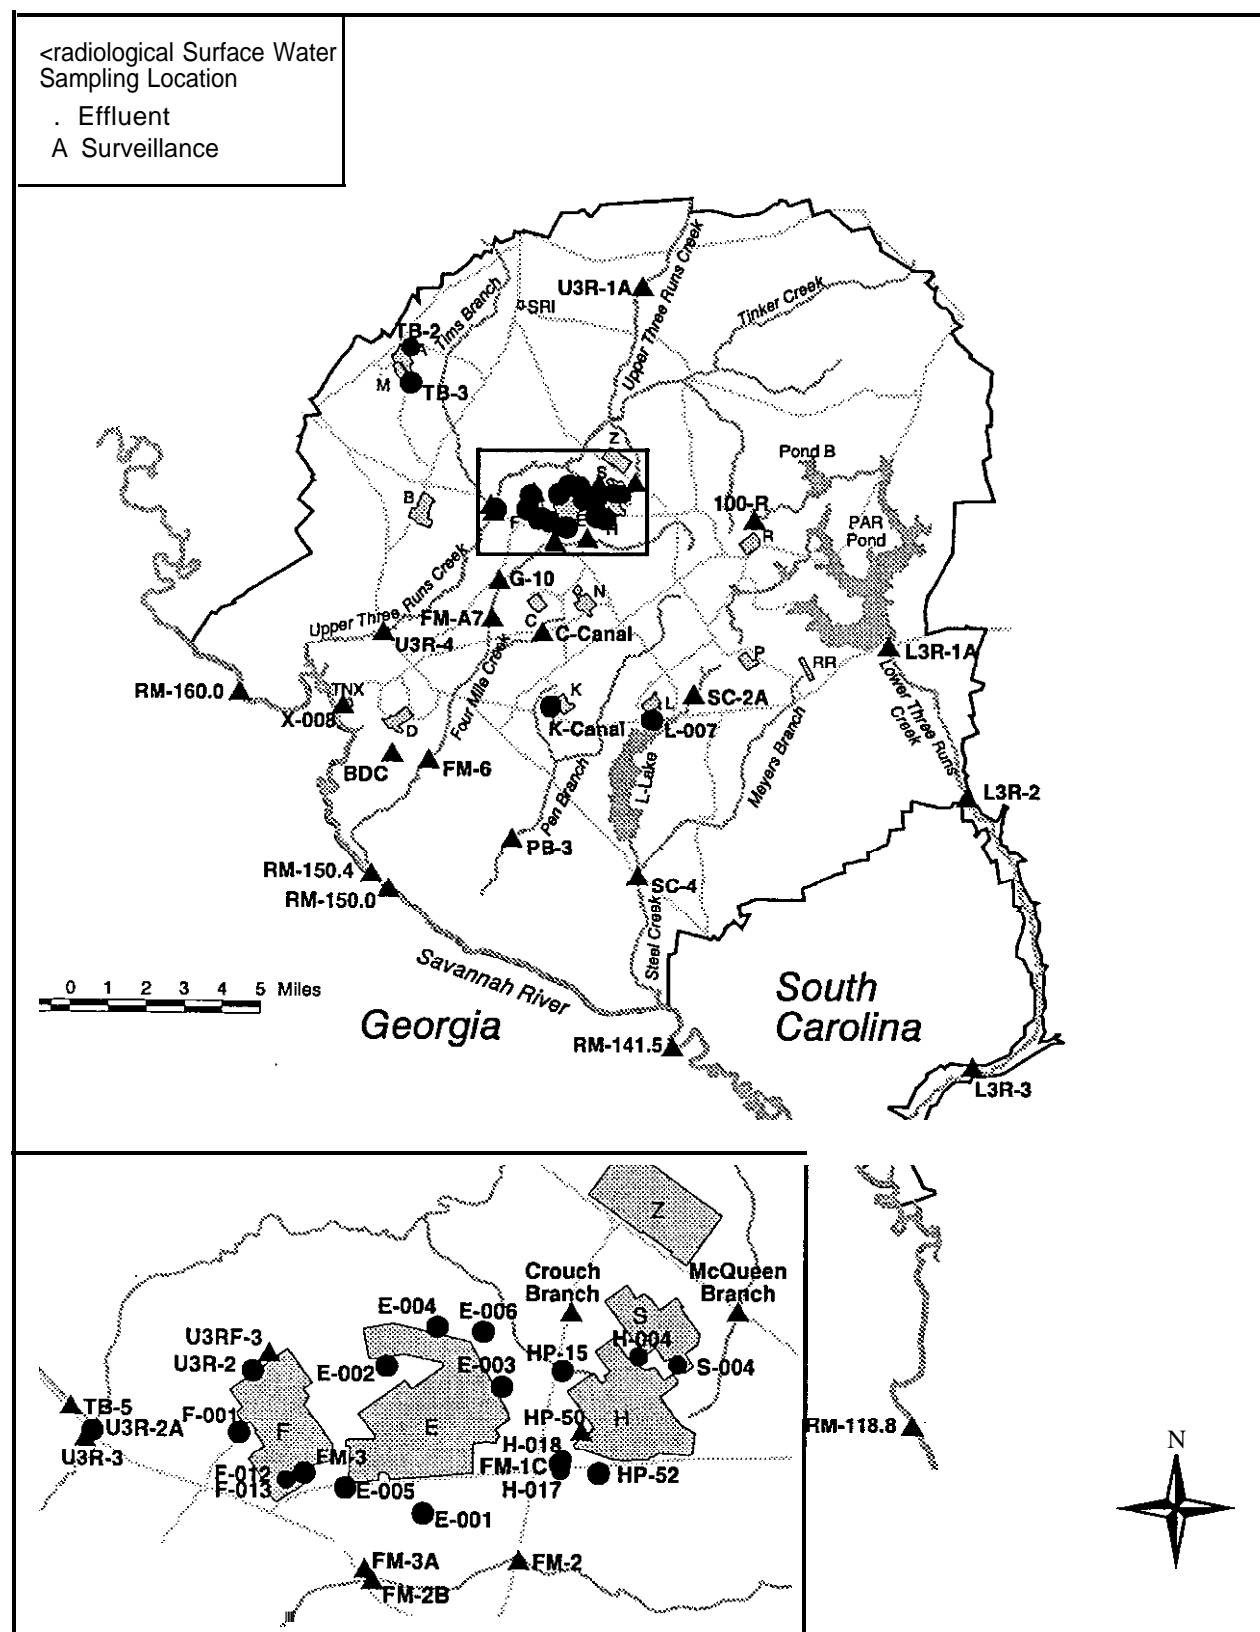 <radiological Surface Water
Sampling Location
. Effluent
A Surveillance
U3R-1A
Upper Three Runs Creek
Tinker Creek
Tims Branch
SRI
TB-2
A
M
TB-3
Z
S
Pond B
B
F
E
H
100-R
R
PAR
Pond
G-10
N
Upper Three Runs Creek
FM-A7
C
C-Canal
U3R-4
L3R-1A
P
RR
RM-160.0
TNX
X-008
K
L
SC-2A
D
K-Canal
L-007
Four Mile Creek
Lower Three Runs
Creek
BDC
FM-6
L-Lake
Meyers Branch
L3R-2
Pen Branch
PB-3
RM-150.4
RM-150.0
SC-4
Steel Creek
Savannah River
0 1 2 3 4 5 Miles
Georgia
South
Carolina
RM-141.5
L3R-3
Z
Crouch
Branch
McQueen
Branch
E-004
E-006
S
H-004
U3RF-3
U3R-2
E-002
E-003
HP-15
S-004
TB-5
U3R-2A
U3R-3
F-001
F
E
HP-50
H
H-018
FM-1C
H-017
HP-52
FM-3
F-012
F-013
E-005
E-001
FM-3A
FM-2B
FM-2
RM-118.8
N